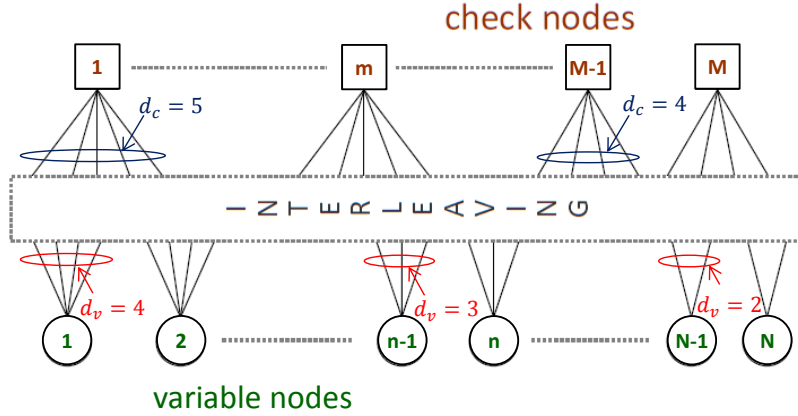 check nodes
1
m
M-1
M
d_c = 5
d_c = 4
INTERLEAVING
d_v = 4
d_v = 3
d_v = 2
1
2
n-1
n
N-1
N
variable nodes